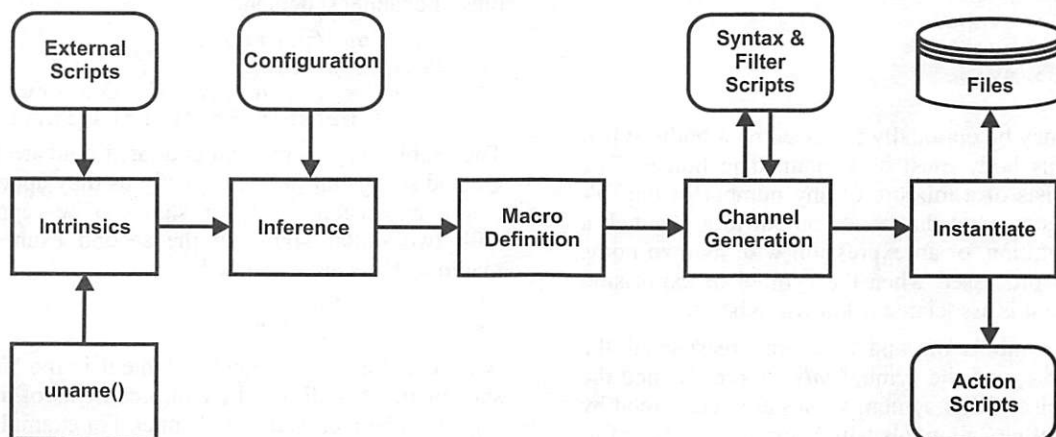 External
Scripts
Configuration
Syntax &
Filter
Scripts
Files
Intrinsics
Inference
Macro
Definition
Channel
Generation
Instantiate
uname()
Action
Scripts